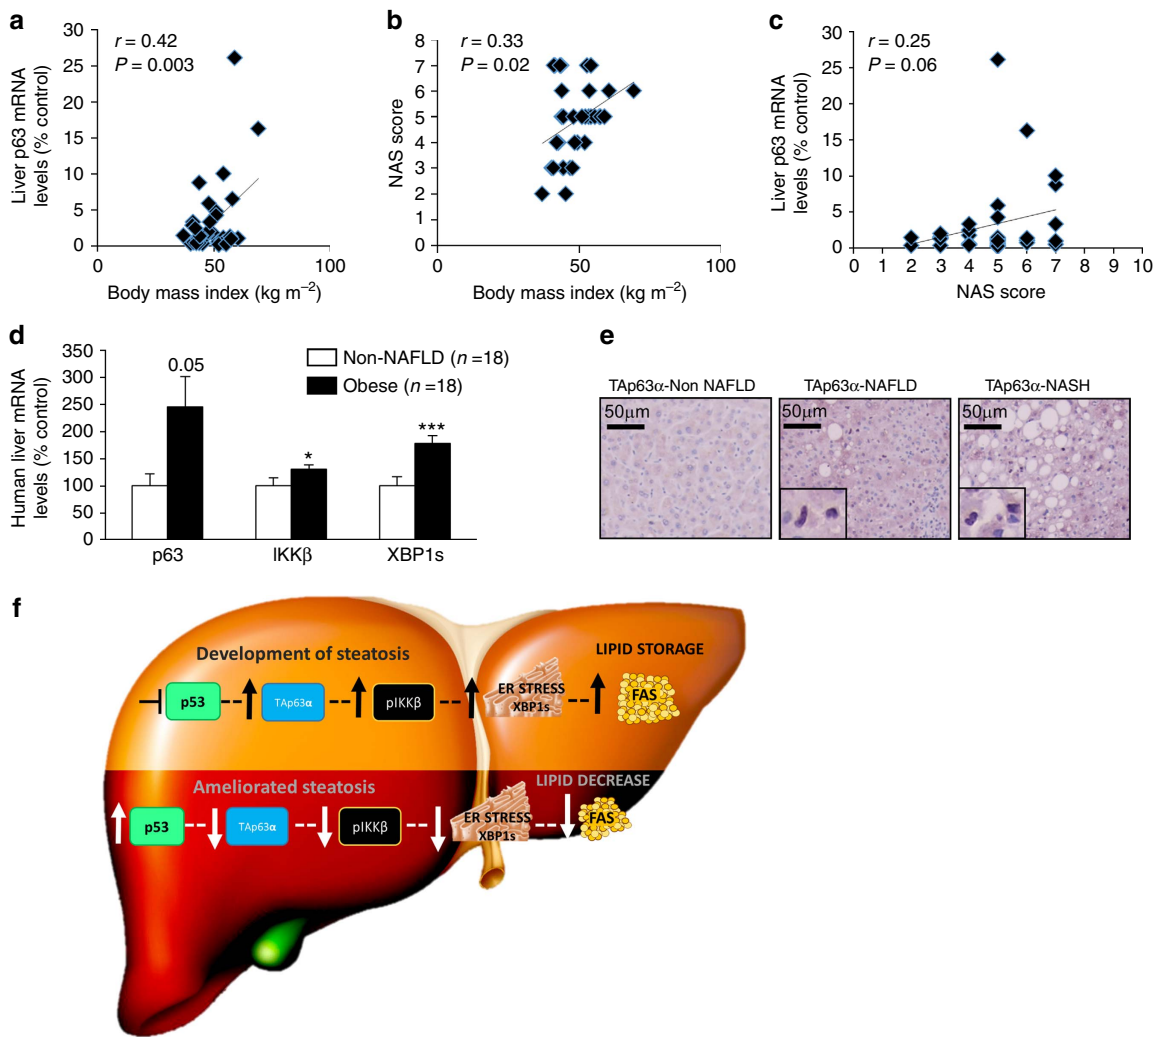 a
r = 0.42
P = 0.003
Liver p63 mRNA
levels (% control)
30
25
20
15
10
5
0
0
50
100
Body mass index (kg m–2)
b
r = 0.33
P = 0.02
NAS score
8
7
6
5
4
3
2
1
0
0
50
100
Body mass index (kg m–2)
c
r = 0.25
P = 0.06
Liver p63 mRNA
levels (% control)
30
25
20
15
10
5
0
0 1 2 3 4 5 6 7 8 9 10
NAS score
d
Human liver mRNA
levels (% control)
350
300
250
200
150
100
50
0
0.05
*
***
Non-NAFLD (n =18)
Obese (n =18)
p63
IKKβ
XBP1s
e
TAp63α-Non NAFLD
50μm
TAp63α-NAFLD
50μm
TAp63α-NASH
50μm
f
Development of steatosis
LIPID STORAGE
p53
TAp63α
pIKKβ
ER STRESS
XBP1s
FAS
Ameliorated steatosis
LIPID DECREASE
p53
TAp63α
pIKKβ
ER STRESS
XBP1s
FAS